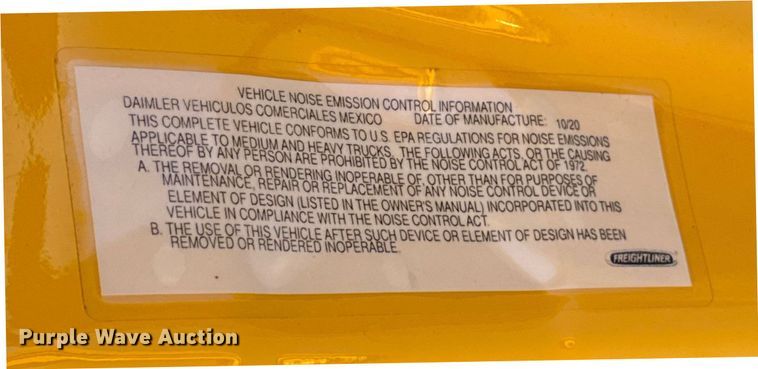 VEHICLE NOISE EMISSION CONTROL INFORMATION
DAIMLER VEHICULOS COMERCIALES MEXICO DATE OF MANUFACTURE: 10/20
THIS COMPLETE VEHICLE CONFORMS TO U.S. EPA REGULATIONS FOR NOISE EMISSIONS
APPLICABLE TO MEDIUM AND HEAVY TRUCKS. THE FOLLOWING ACTS, OR THE CAUSING
THEREOF BY ANY PERSON ARE PROHIBITED BY THE NOISE CONTROL ACT OF 1972.
A. THE REMOVAL OR RENDERING INOPERABLE OF OTHER THAN FOR PURPOSES OF
MAINTENANCE, REPAIR OR REPLACEMENT OF ANY NOISE CONTROL DEVICE OR
ELEMENT OF DESIGN (LISTED IN THE OWNER'S MANUAL) INCORPORATED INTO THIS
VEHICLE IN COMPLIANCE WITH THE NOISE CONTROL ACT.
B. THE USE OF THIS VEHICLE AFTER SUCH DEVICE OR ELEMENT OF DESIGN HAS BEEN
REMOVED OR RENDERED INOPERABLE.
FREIGHTLINER
Purple Wave Auction